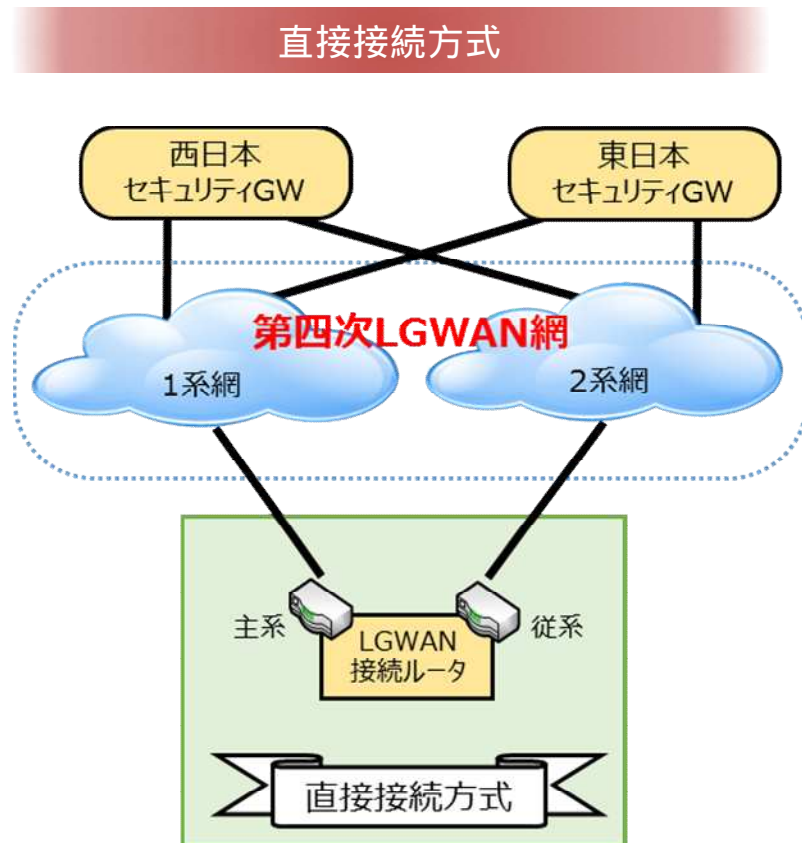 直接接続方式
西日本
セキュリティGW
東日本
セキュリティGW
第四次LGWAN網
1系網
2系網
主系
従系
LGWAN
接続ルータ
直接接続方式